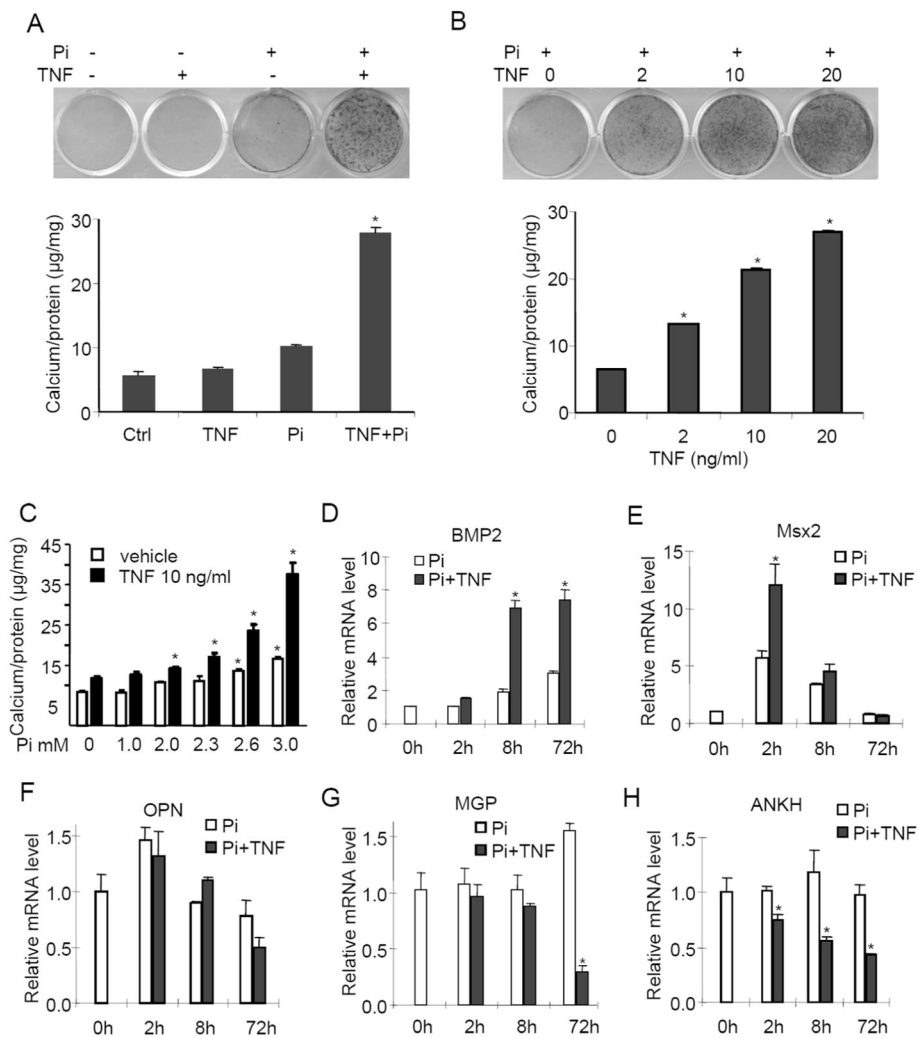 A
Pi - - + +
TNF - + - +
Calcium/protein (µg/mg)
30
20
10
0
Ctrl TNF Pi TNF+Pi
*
B
Pi + + + +
TNF 0 2 10 20
Calcium/protein (µg/mg)
30
20
10
0
* * *
0 2 10 20
TNF (ng/ml)
C
vehicle
TNF 10 ng/ml
Calcium/protein (µg/mg)
45
35
25
15
5
* * * * * *
Pi mM 0 1.0 2.0 2.3 2.6 3.0
D
BMP2
Pi
Pi+TNF
Relative mRNA level
10
8
6
4
2
0
* *
0h 2h 8h 72h
E
Msx2
Pi
Pi+TNF
Relative mRNA level
15
10
5
0
*
0h 2h 8h 72h
F
OPN
Pi
Pi+TNF
Relative mRNA level
1.5
1.0
0.5
0.0
0h 2h 8h 72h
G
MGP
Pi
Pi+TNF
Relative mRNA level
1.5
1.0
0.5
0.0
*
0h 2h 8h 72h
H
ANKH
Pi
Pi+TNF
Relative mRNA level
1.5
1.0
0.5
0.0
* * *
0h 2h 8h 72h